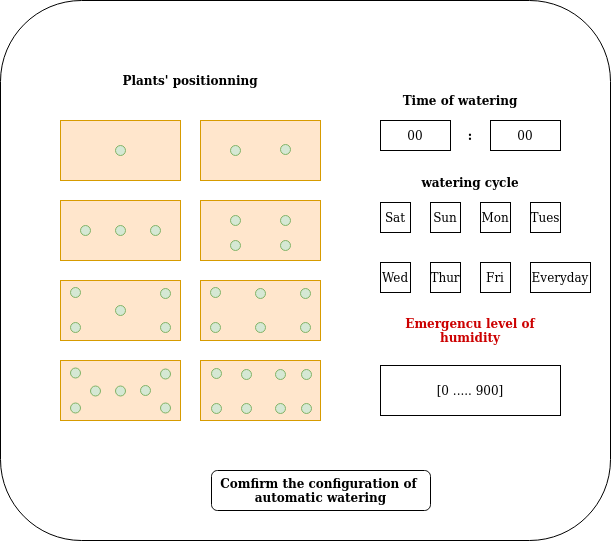 Plants' positionning
Time of watering
00 : 00
watering cycle
Sat Sun Mon Tues
Wed Thur Fri Everyday
Emergencu level of
humidity
[0 ..... 900]
Comfirm the configuration of
automatic watering